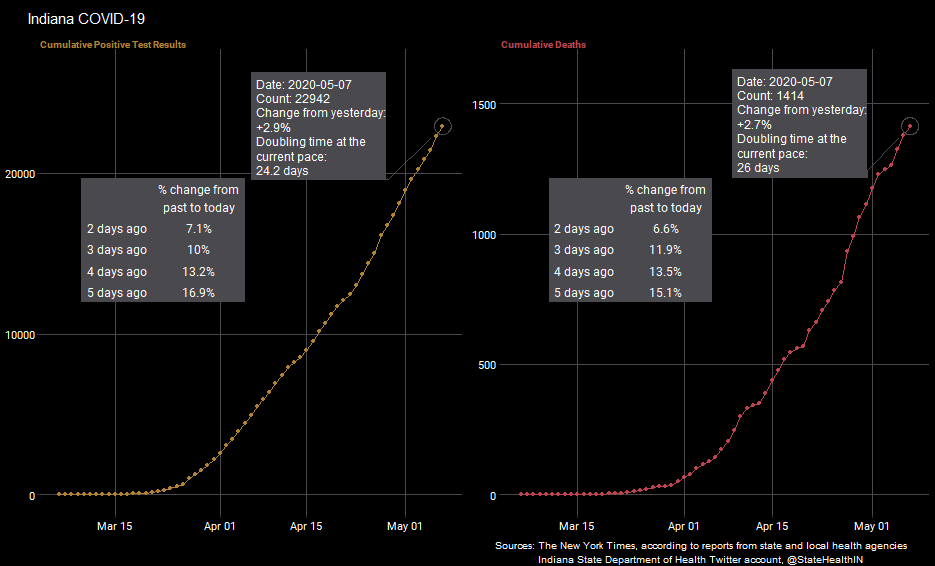 Indiana COVID-19
Cumulative Positive Test Results
Date: 2020-05-07
Count: 22942
Change from yesterday:
+2.9%
Doubling time at the
current pace:
24.2 days
% change from
past to today
2 days ago 7.1%
3 days ago 10%
4 days ago 13.2%
5 days ago 16.9%
20000
10000
0
Mar 15 Apr 01 Apr 15 May 01
Cumulative Deaths
Date: 2020-05-07
Count: 1414
Change from yesterday:
+2.7%
Doubling time at the
current pace:
26 days
% change from
past to today
2 days ago 6.6%
3 days ago 11.9%
4 days ago 13.5%
5 days ago 15.1%
1500
1000
500
0
Mar 15 Apr 01 Apr 15 May 01
Sources: The New York Times, according to reports from state and local health agencies
Indiana State Department of Health Twitter account, @StateHealthIN